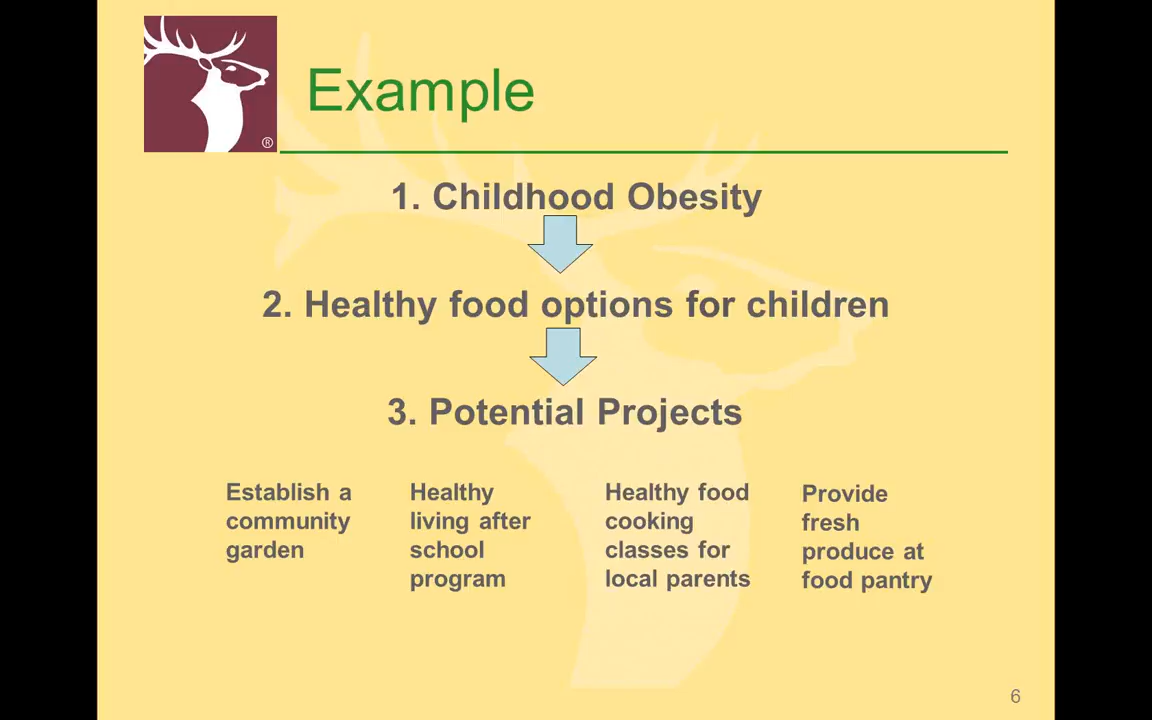 ®
Example
1. Childhood Obesity
2. Healthy food options for children
3. Potential Projects
Establish a
community
garden
Healthy
living after
school
program
Healthy food
cooking
classes for
local parents
Provide
fresh
produce at
food pantry
6